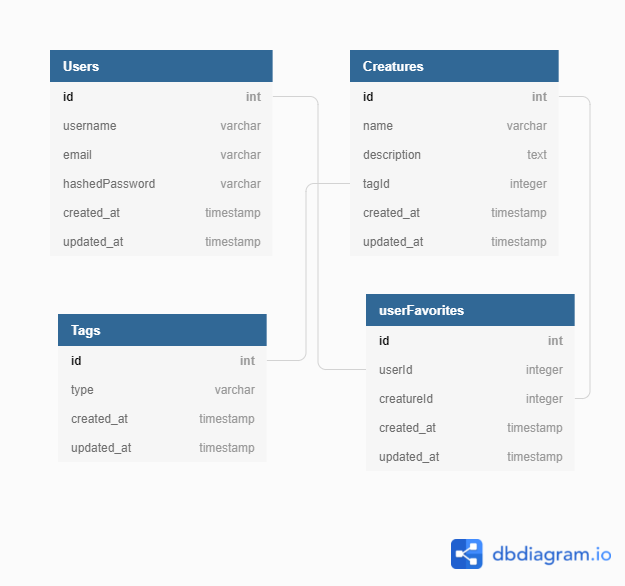 Users
id int
username varchar
email varchar
hashedPassword varchar
created_at timestamp
updated_at timestamp
Creatures
id int
name varchar
description text
tagId integer
created_at timestamp
updated_at timestamp
Tags
id int
type varchar
created_at timestamp
updated_at timestamp
userFavorites
id int
userId integer
creatureId integer
created_at timestamp
updated_at timestamp
dbdiagram.io